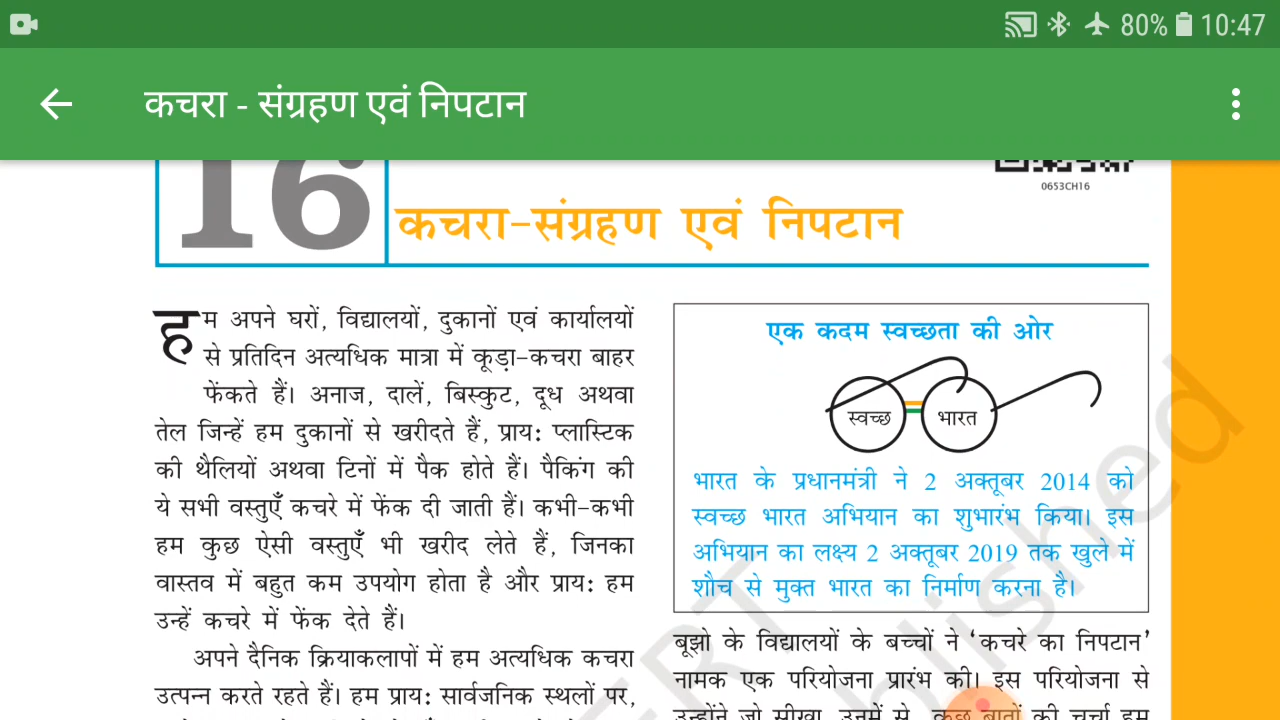 80% 10:47
कचरा - संग्रहण एवं निपटान
16
0653CH16
कचरा-संग्रहण एवं निपटान
हम अपने घरों, विद्यालयों, दुकानों एवं कार्यालयों
से प्रतिदिन अत्यधिक मात्रा में कूड़ा-कचरा बाहर
फेंकते हैं। अनाज, दालें, बिस्कुट, दूध अथवा
तेल जिन्हें हम दुकानों से खरीदते हैं, प्राय: प्लास्टिक
की थैलियों अथवा टिनों में पैक होते हैं। पैकिंग की
ये सभी वस्तुएँ कचरे में फेंक दी जाती हैं। कभी-कभी
हम कुछ ऐसी वस्तुएँ भी खरीद लेते हैं, जिनका
वास्तव में बहुत कम उपयोग होता है और प्राय: हम
उन्हें कचरे में फेंक देते हैं।
अपने दैनिक क्रियाकलापों में हम अत्यधिक कचरा
उत्पन्न करते रहते हैं। हम प्राय: सार्वजनिक स्थलों पर,
एक कदम स्वच्छता की ओर
स्वच्छ भारत
भारत के प्रधानमंत्री ने 2 अक्तूबर 2014 को
स्वच्छ भारत अभियान का शुभारंभ किया। इस
अभियान का लक्ष्य 2 अक्तूबर 2019 तक खुले में
शौच से मुक्त भारत का निर्माण करना है।
बूझो के विद्यालयों के बच्चों ने ‘कचरे का निपटान’
नामक एक परियोजना प्रारंभ की। इस परियोजना से
उन्होंने जो सीखा, उनमें से कुछ बातों की चर्चा हम